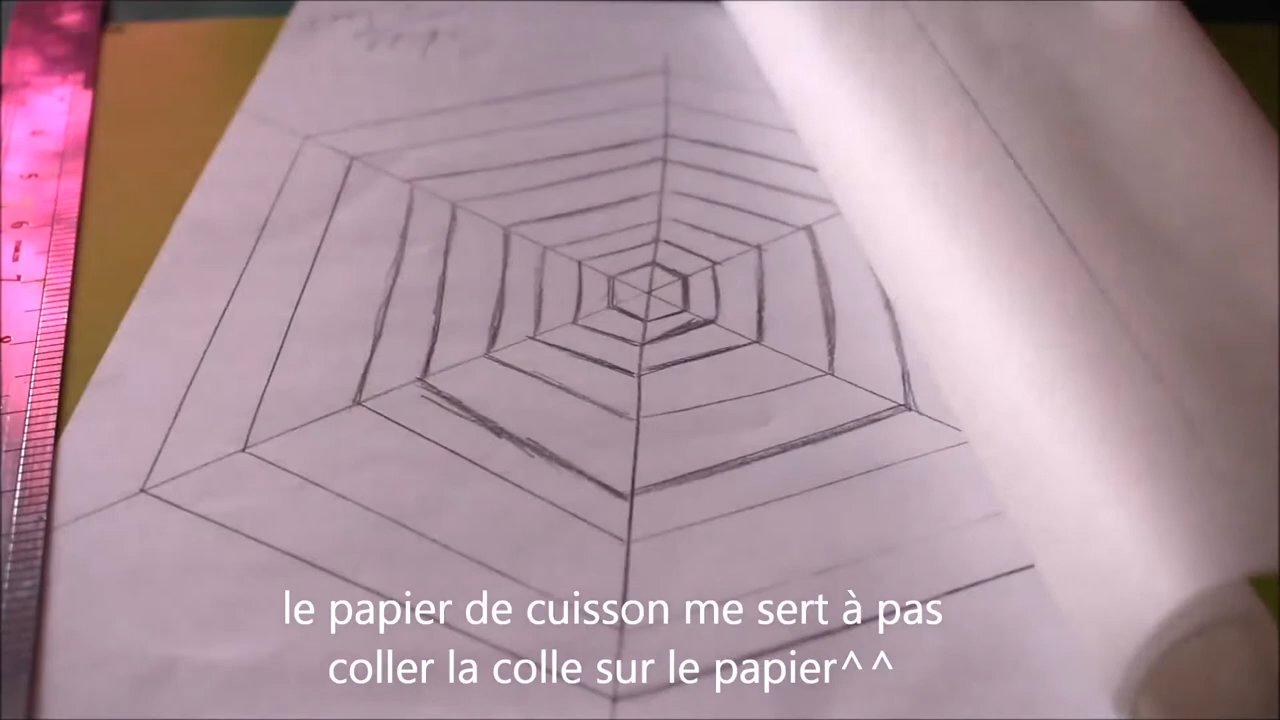 le papier de cuisson me sert à pas
coller la colle sur le papier^^